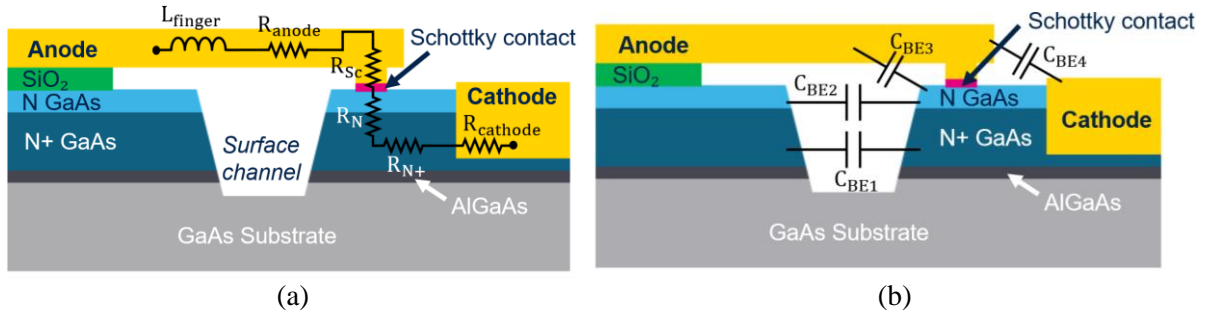 L_finger
R_anode
Anode
R_Sc
Schottky contact
SiO₂
N GaAs
R_N
Cathode
R_cathode
N+ GaAs
Surface
channel
R_N+
AlGaAs
GaAs Substrate
(a)
Anode
C_BE3
C_BE4
Schottky contact
SiO₂
C_BE2
N GaAs
Cathode
N+ GaAs
C_BE1
AlGaAs
GaAs Substrate
(b)